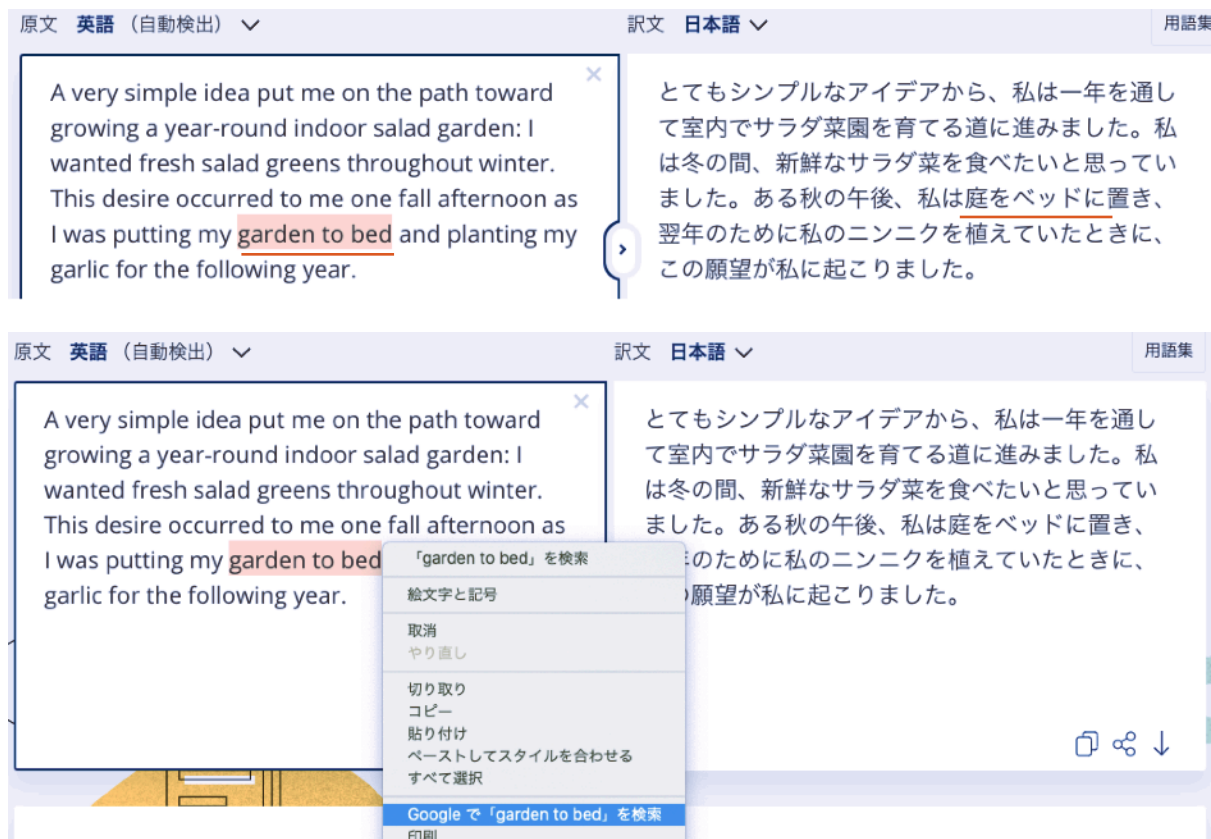 原文 英語 （自動検出）
訳文 日本語
用語集
A very simple idea put me on the path toward
growing a year-round indoor salad garden: I
wanted fresh salad greens throughout winter.
This desire occurred to me one fall afternoon as
I was putting my garden to bed and planting my
garlic for the following year.
とてもシンプルなアイデアから、私は一年を通し
て室内でサラダ菜園を育てる道に進みました。私
は冬の間、新鮮なサラダ菜を食べたいと思ってい
ました。ある秋の午後、私は庭をベッドに置き、
翌年のために私のニンニクを植えていたときに、
この願望が私に起こりました。
原文 英語 （自動検出）
訳文 日本語
用語集
A very simple idea put me on the path toward
growing a year-round indoor salad garden: I
wanted fresh salad greens throughout winter.
This desire occurred to me one fall afternoon as
I was putting my garden to bed
garlic for the following year.
とてもシンプルなアイデアから、私は一年を通し
て室内でサラダ菜園を育てる道に進みました。私
は冬の間、新鮮なサラダ菜を食べたいと思ってい
ました。ある秋の午後、私は庭をベッドに置き、
年のために私のニンニクを植えていたときに、
願望が私に起こりました。
「garden to bed」を検索
絵文字と記号
取消
やり直し
切り取り
コピー
貼り付け
ペーストしてスタイルを合わせる
すべて選択
Google で「garden to bed」を検索
印刷